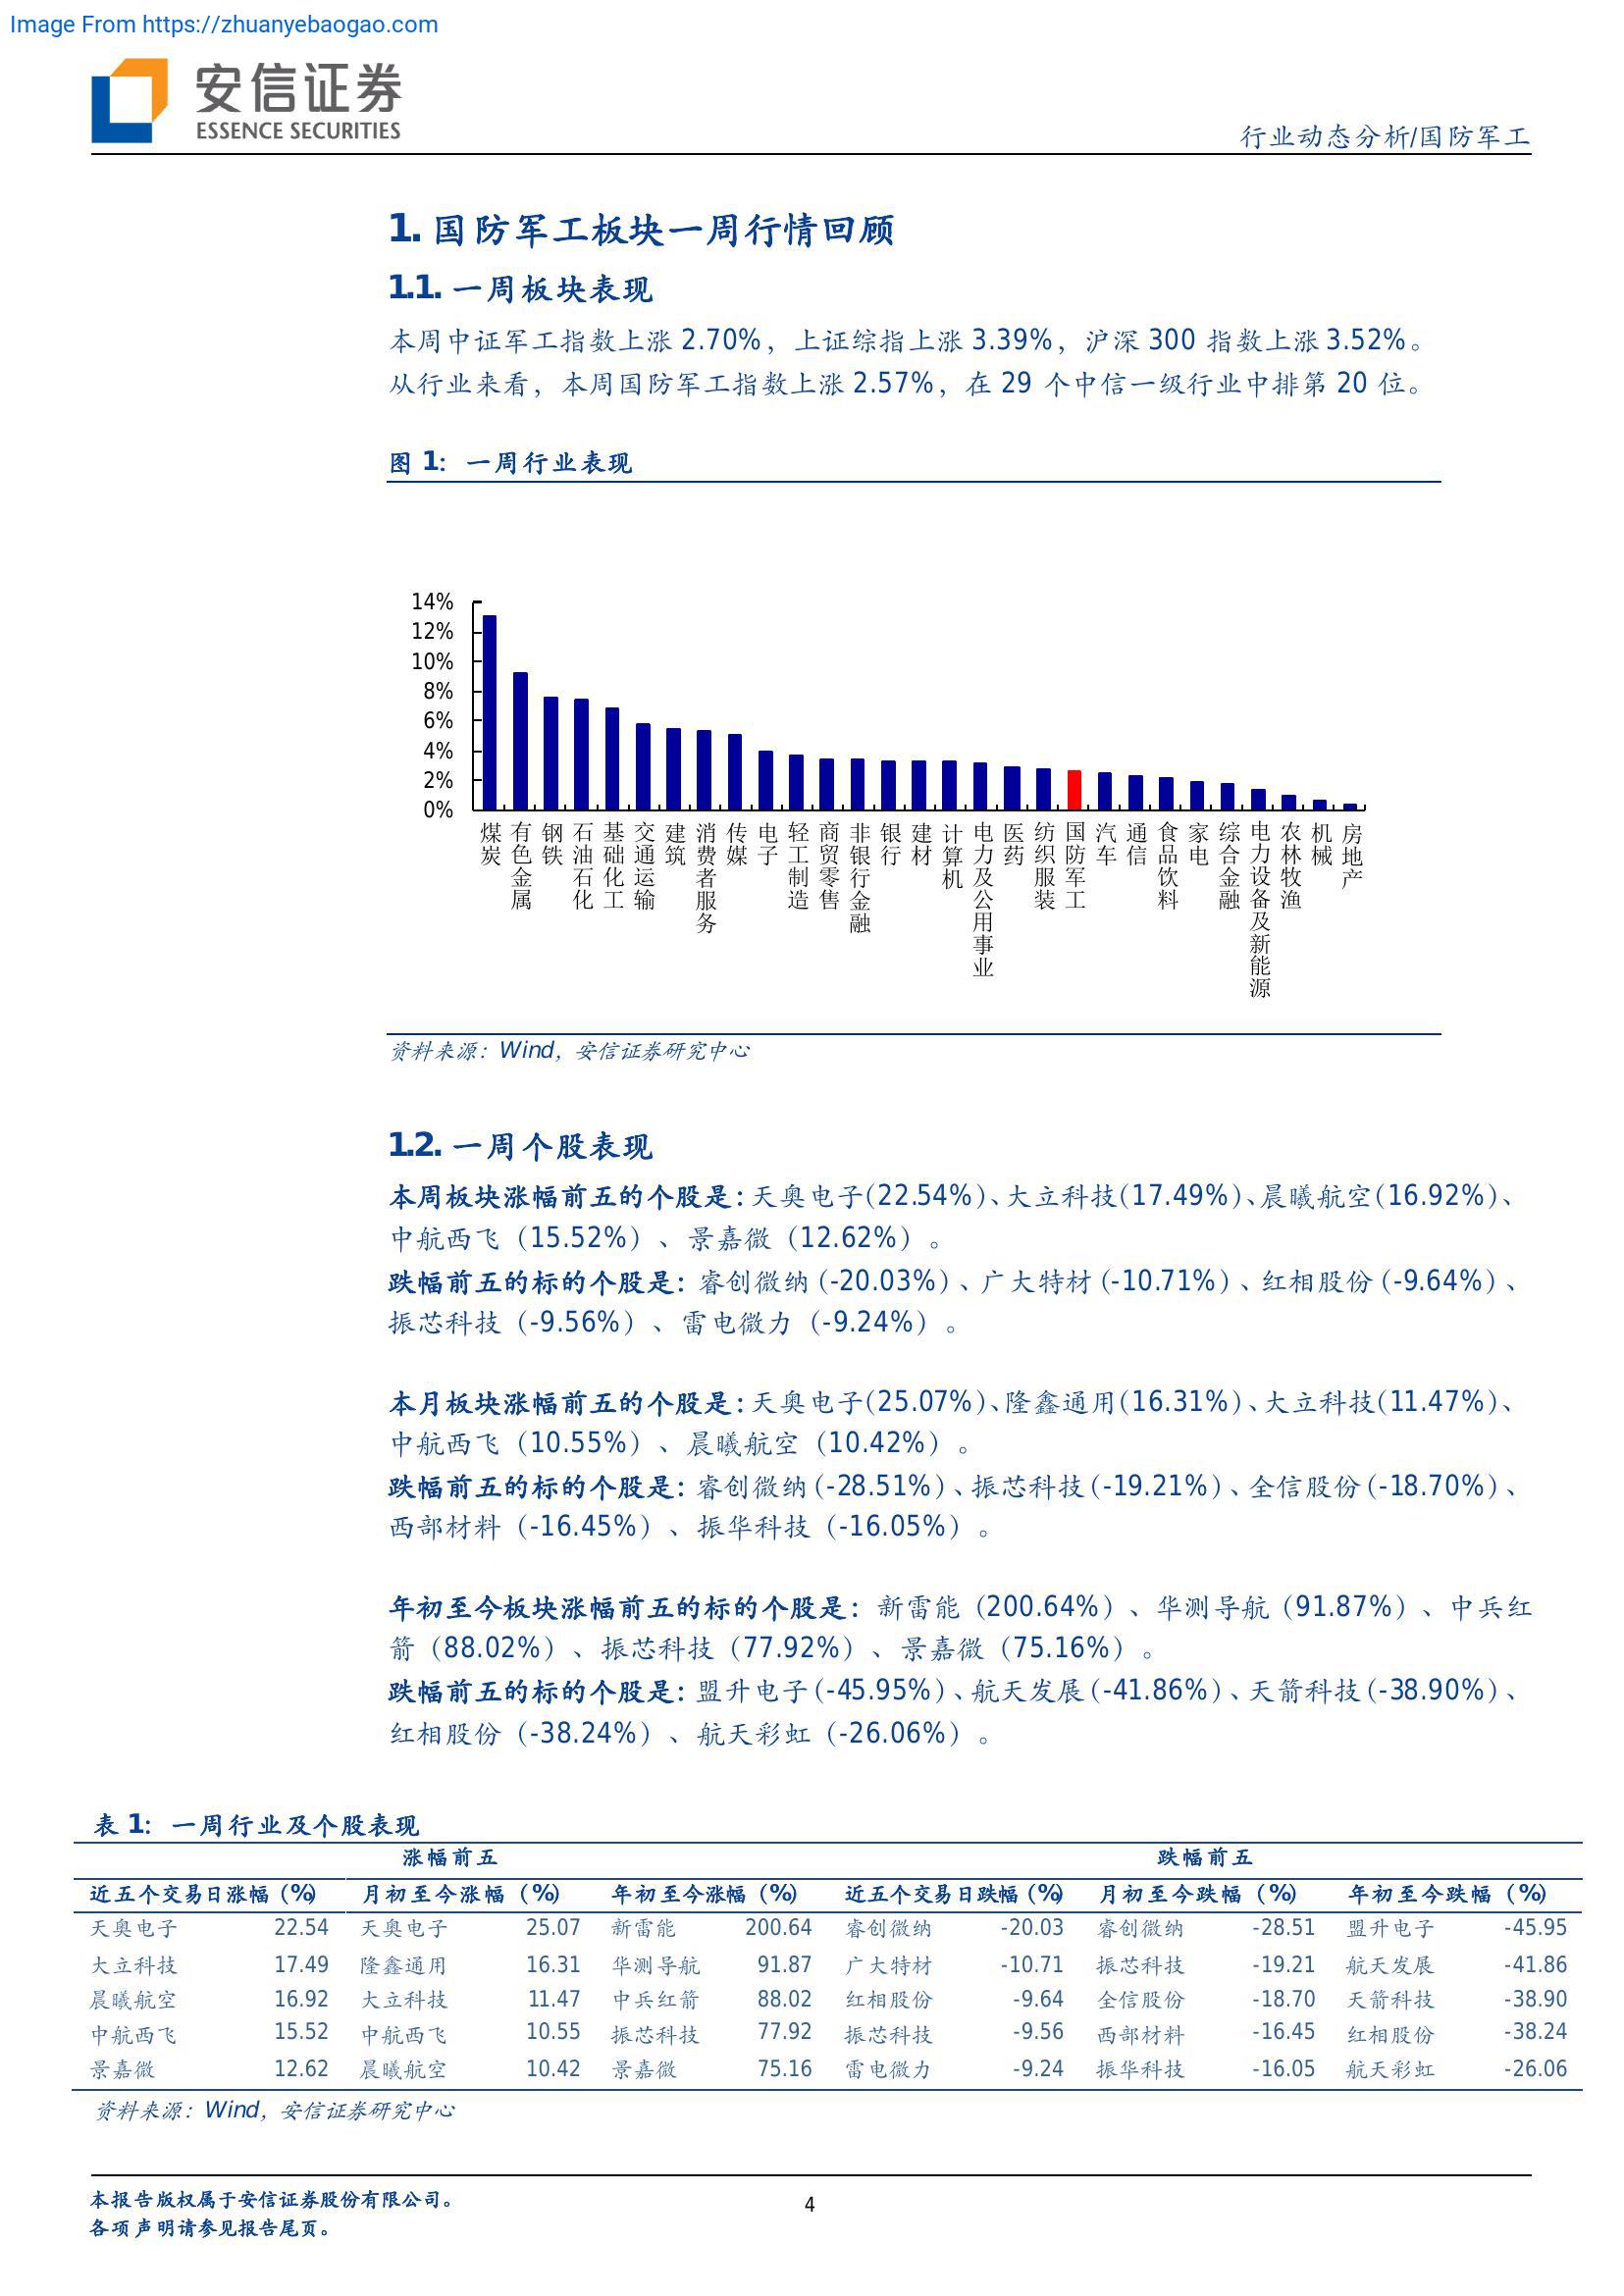 Image From https://zhuanyebaogao.com
安信证券
ESSENCE SECURITIES
行业动态分析/国防军工
1. 国防军工板块一周行情回顾
1.1. 一周板块表现
本周中证军工指数上涨 2.70%，上证综指上涨 3.39%，沪深 300 指数上涨 3.52%。
从行业来看，本周国防军工指数上涨 2.57%，在 29 个中信一级行业中排第 20 位。
图 1：一周行业表现
14%
12%
10%
8%
6%
4%
2%
0%
煤炭 有色金属 钢铁 石油石化 基础化工 交通运输 建筑 消费者服务 传媒 电子 轻工制造 商贸零售 非银行金融 银行 建材 计算机 电力及公用事业 医药 纺织服装 国防军工 汽车 通信 食品饮料 家电 综合金融 电力设备及新能源 农林牧渔 机械 房地产
资料来源：Wind，安信证券研究中心
1.2. 一周个股表现
本周板块涨幅前五的个股是：天奥电子(22.54%)、大立科技(17.49%)、晨曦航空(16.92%)、
中航西飞（15.52%）、景嘉微（12.62%）。
跌幅前五的标的个股是：睿创微纳（-20.03%）、广大特材（-10.71%）、红相股份（-9.64%）、
振芯科技（-9.56%）、雷电微力（-9.24%）。
本月板块涨幅前五的个股是：天奥电子(25.07%)、隆鑫通用(16.31%)、大立科技(11.47%)、
中航西飞（10.55%）、晨曦航空（10.42%）。
跌幅前五的标的个股是：睿创微纳（-28.51%）、振芯科技（-19.21%）、全信股份（-18.70%）、
西部材料（-16.45%）、振华科技（-16.05%）。
年初至今板块涨幅前五的标的个股是：新雷能（200.64%）、华测导航（91.87%）、中兵红
箭（88.02%）、振芯科技（77.92%）、景嘉微（75.16%）。
跌幅前五的标的个股是：盟升电子（-45.95%）、航天发展（-41.86%）、天箭科技（-38.90%）、
红相股份（-38.24%）、航天彩虹（-26.06%）。
表 1：一周行业及个股表现
涨幅前五 跌幅前五
近五个交易日涨幅（%） 月初至今涨幅（%） 年初至今涨幅（%） 近五个交易日跌幅（%） 月初至今跌幅（%） 年初至今跌幅（%）
天奥电子 22.54 天奥电子 25.07 新雷能 200.64 睿创微纳 -20.03 睿创微纳 -28.51 盟升电子 -45.95
大立科技 17.49 隆鑫通用 16.31 华测导航 91.87 广大特材 -10.71 振芯科技 -19.21 航天发展 -41.86
晨曦航空 16.92 大立科技 11.47 中兵红箭 88.02 红相股份 -9.64 全信股份 -18.70 天箭科技 -38.90
中航西飞 15.52 中航西飞 10.55 振芯科技 77.92 振芯科技 -9.56 西部材料 -16.45 红相股份 -38.24
景嘉微 12.62 晨曦航空 10.42 景嘉微 75.16 雷电微力 -9.24 振华科技 -16.05 航天彩虹 -26.06
资料来源：Wind，安信证券研究中心
本报告版权属于安信证券股份有限公司。
各项声明请参见报告尾页。
4